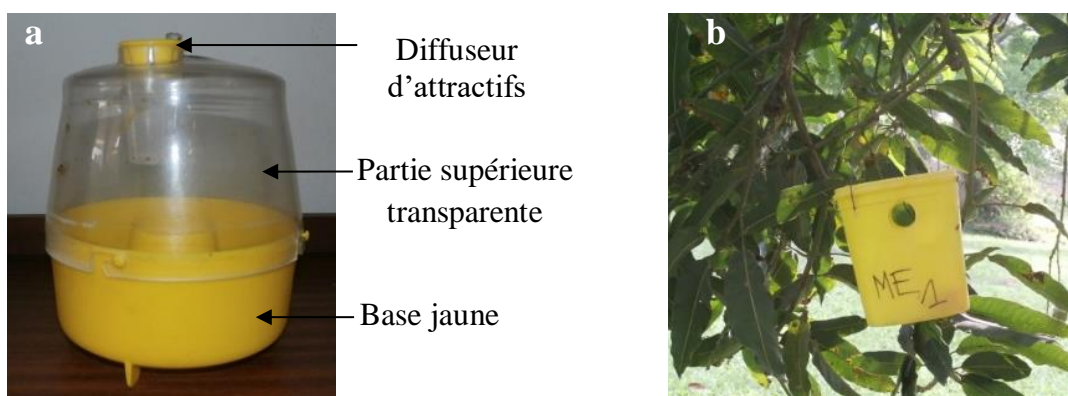 a
Diffuseur
d’attractifs
Partie supérieure
transparente
Base jaune
b
ME1